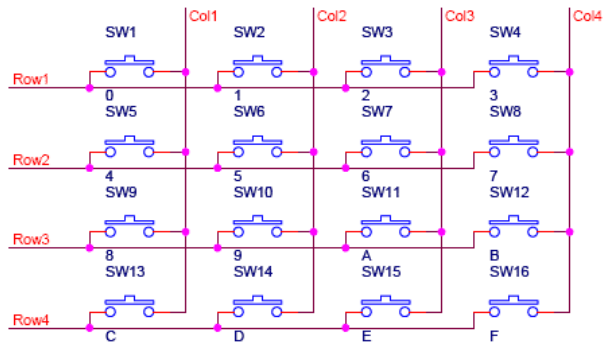 Col1 Col2 Col3 Col4
SW1 SW2 SW3 SW4
Row1
0 1 2 3
SW5 SW6 SW7 SW8
Row2
4 5 6 7
SW9 SW10 SW11 SW12
Row3
8 9 A B
SW13 SW14 SW15 SW16
Row4
C D E F